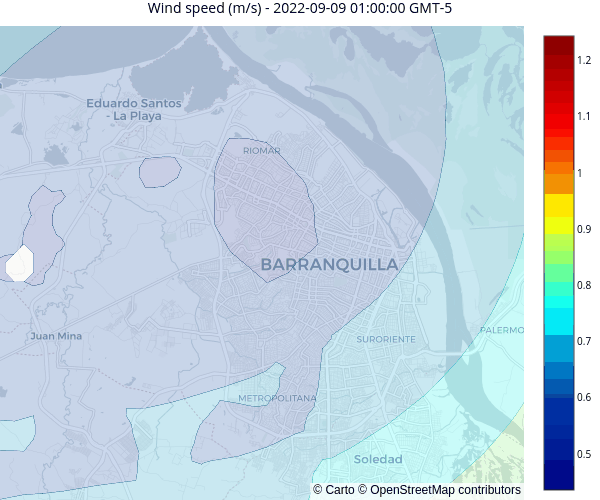 Wind speed (m/s) - 2022-09-09 01:00:00 GMT-5
Eduardo Santos
- La Playa
RIOMAR
BARRANQUILLA
Juan Mina
SURORIENTE
PALERMO
METROPOLITANA
Soledad
© Carto © OpenStreetMap contributors
1.2
1.1
1
0.9
0.8
0.7
0.6
0.5